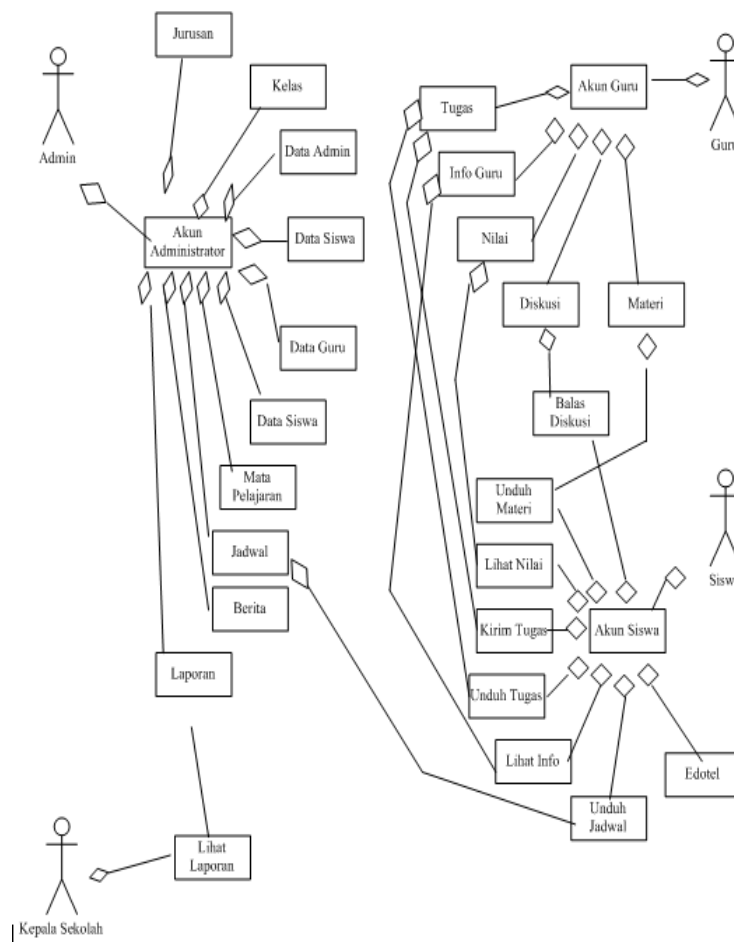 Jurusan
Kelas
Admin
Data Admin
Akun
Administrator
Data Siswa
Data Guru
Data Siswa
Mata
Pelajaran
Jadwal
Berita
Laporan
Lihat
Laporan
Kepala Sekolah
Tugas
Akun Guru
Guru
Info Guru
Nilai
Diskusi
Materi
Balas
Diskusi
Unduh
Materi
Lihat Nilai
Kirim Tugas
Akun Siswa
Sisw
Unduh Tugas
Lihat Info
Edotel
Unduh
Jadwal